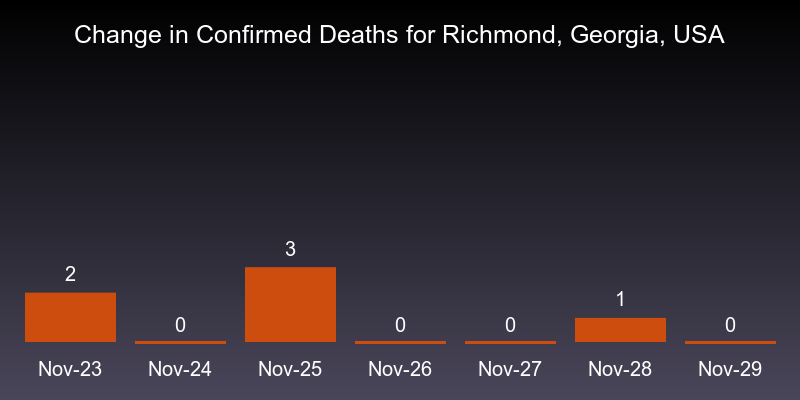 Change in Confirmed Deaths for Richmond, Georgia, USA
2
0
3
0
0
1
0
Nov-23
Nov-24
Nov-25
Nov-26
Nov-27
Nov-28
Nov-29